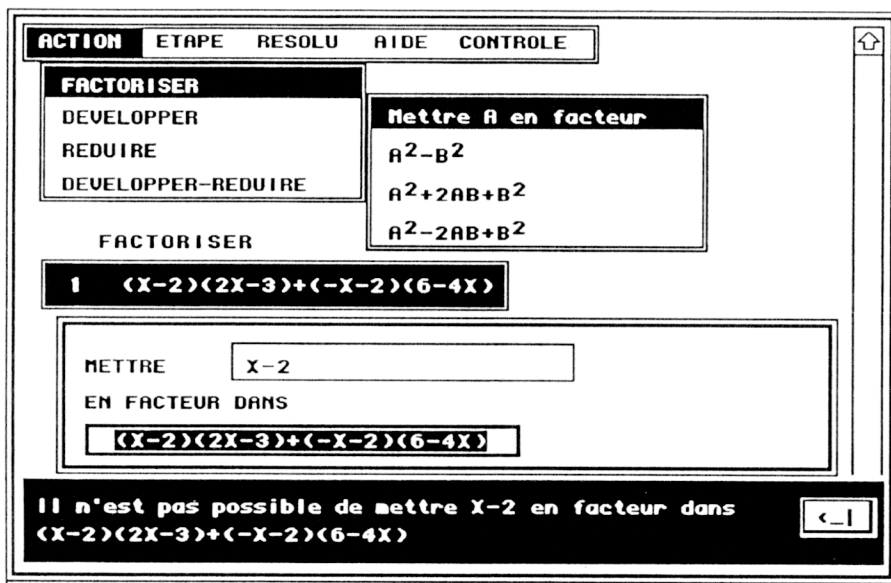 ACTION ETAPE RESOLU AIDE CONTROLE
FACTORISER
DEVELOPPER
REDUIRE
DEVELOPPER-REDUIRE
Mettre A en facteur
A²-B²
A²+2AB+B²
A²-2AB+B²
FACTORISER
1 (X-2)(2X-3)+(-X-2)(6-4X)
METTRE X-2
EN FACTEUR DANS
(X-2)(2X-3)+(-X-2)(6-4X)
Il n'est pas possible de mettre X-2 en facteur dans
(X-2)(2X-3)+(-X-2)(6-4X)
<_|